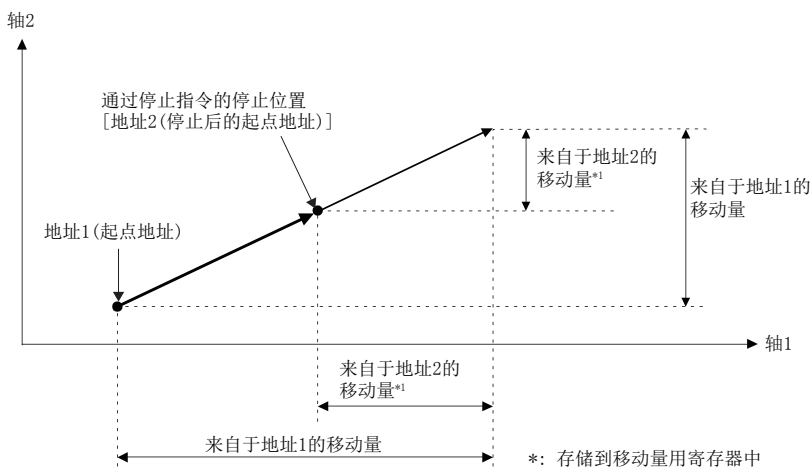 轴2
通过停止指令的停止位置
[地址2(停止后的起点地址)]
来自于地址2的
移动量*1
来自于地址1的
移动量
地址1(起点地址)
轴1
来自于地址2的
移动量*1
来自于地址1的移动量
*: 存储到移动量用寄存器中